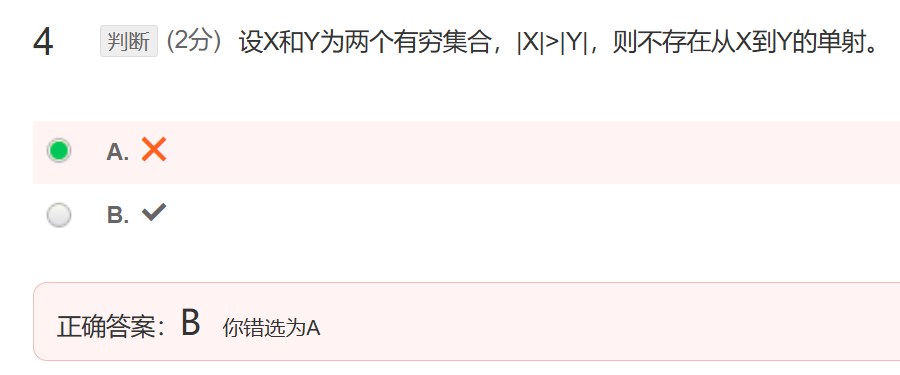 4 判断 (2分) 设X和Y为两个有穷集合，|X|>|Y|，则不存在从X到Y的单射。
A. ✕
B. ✓
正确答案：B 你错选为A